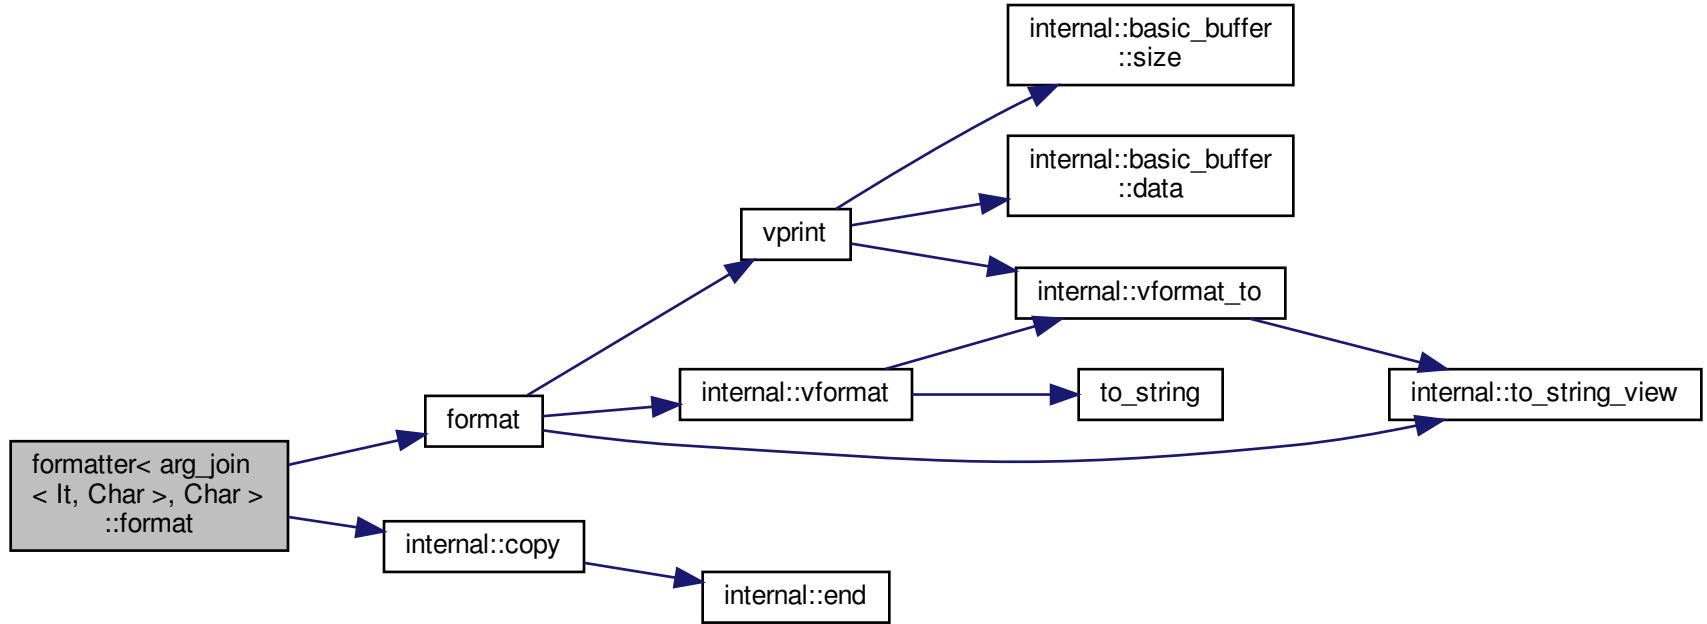 internal::basic_buffer
::size
internal::basic_buffer
::data
vprint
internal::vformat_to
internal::vformat
to_string
internal::to_string_view
format
formatter< arg_join
< It, Char >, Char >
::format
internal::copy
internal::end